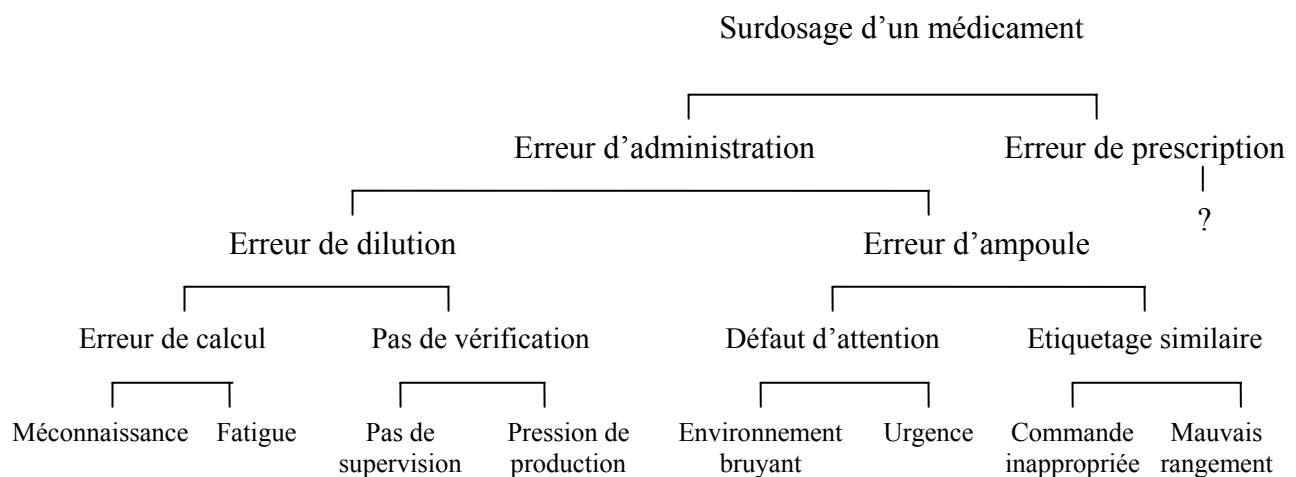 Surdosage d’un médicament
Erreur d’administration
Erreur de prescription
?
Erreur de dilution
Erreur d’ampoule
Erreur de calcul
Pas de vérification
Défaut d’attention
Etiquetage similaire
Méconnaissance
Fatigue
Pas de
supervision
Pression de
production
Environnement
bruyant
Urgence
Commande
inappropriée
Mauvais
rangement